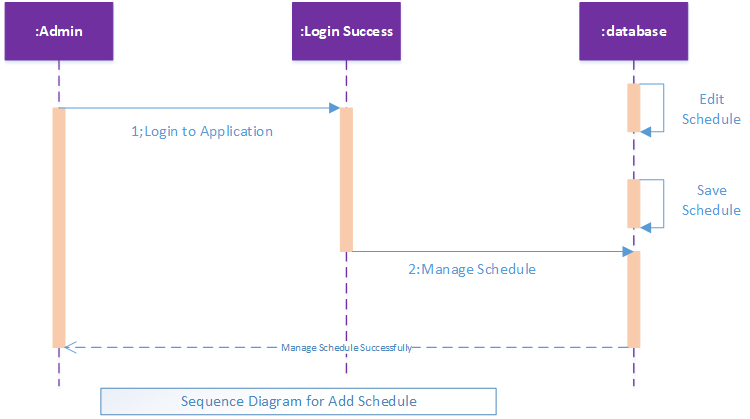 :Admin
:Login Success
:database
Edit
Schedule
1;Login to Application
Save
Schedule
2:Manage Schedule
Manage Schedule Successfully
Sequence Diagram for Add Schedule